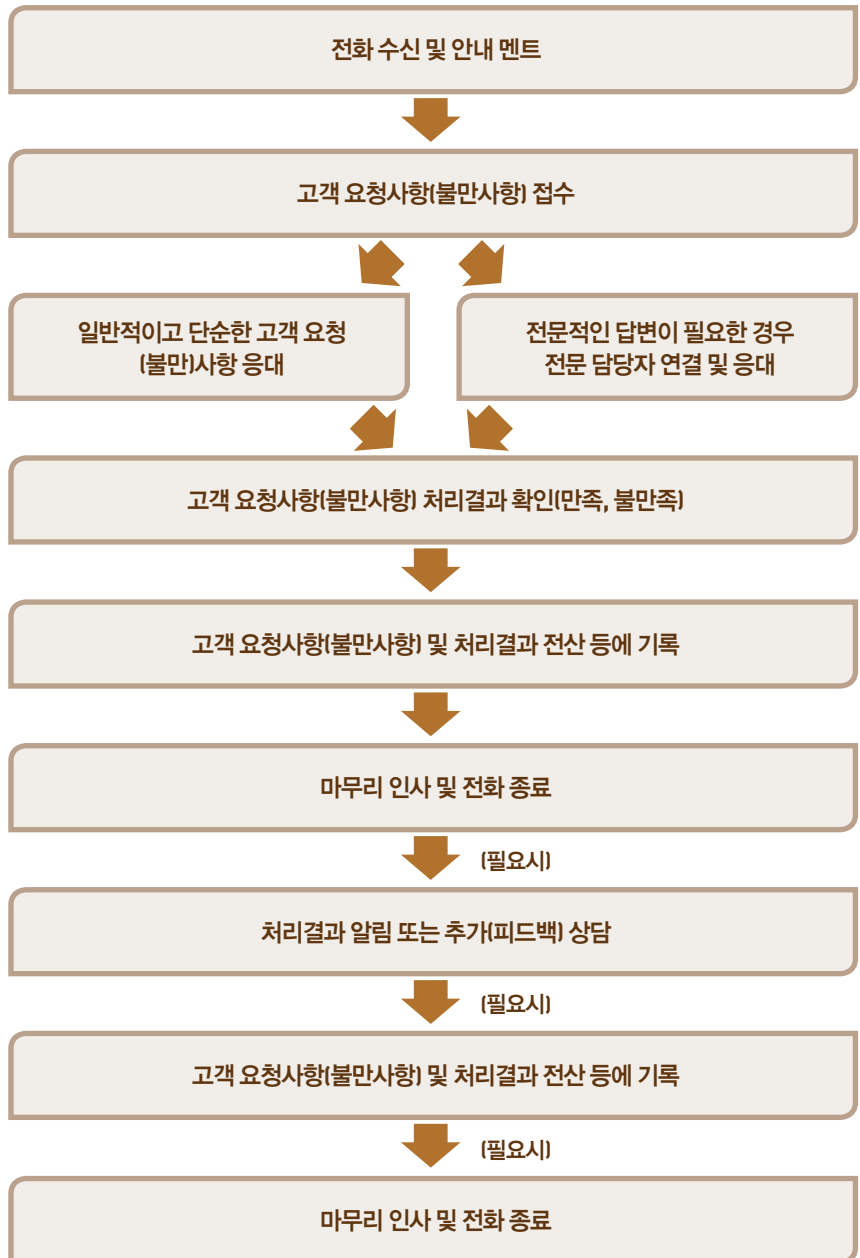 전화 수신 및 안내 멘트
고객 요청사항(불만사항) 접수
일반적이고 단순한 고객 요청
(불만)사항 응대
전문적인 답변이 필요한 경우
전문 담당자 연결 및 응대
고객 요청사항(불만사항) 처리결과 확인(만족, 불만족)
고객 요청사항(불만사항) 및 처리결과 전산 등에 기록
마무리 인사 및 전화 종료
(필요시)
처리결과 알림 또는 추가(피드백) 상담
(필요시)
고객 요청사항(불만사항) 및 처리결과 전산 등에 기록
(필요시)
마무리 인사 및 전화 종료